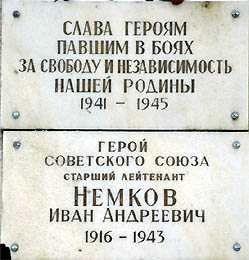 СЛАВА ГЕРОЯМ
ПАВШИМ В БОЯХ
ЗА СВОБОДУ И НЕЗАВИСИМОСТЬ
НАШЕЙ РОДИНЫ
1941 – 1945
ГЕРОЙ
СОВЕТСКОГО СОЮЗА
СТАРШИЙ ЛЕЙТЕНАНТ
НЕМКОВ
ИВАН АНДРЕЕВИЧ
1916 – 1943